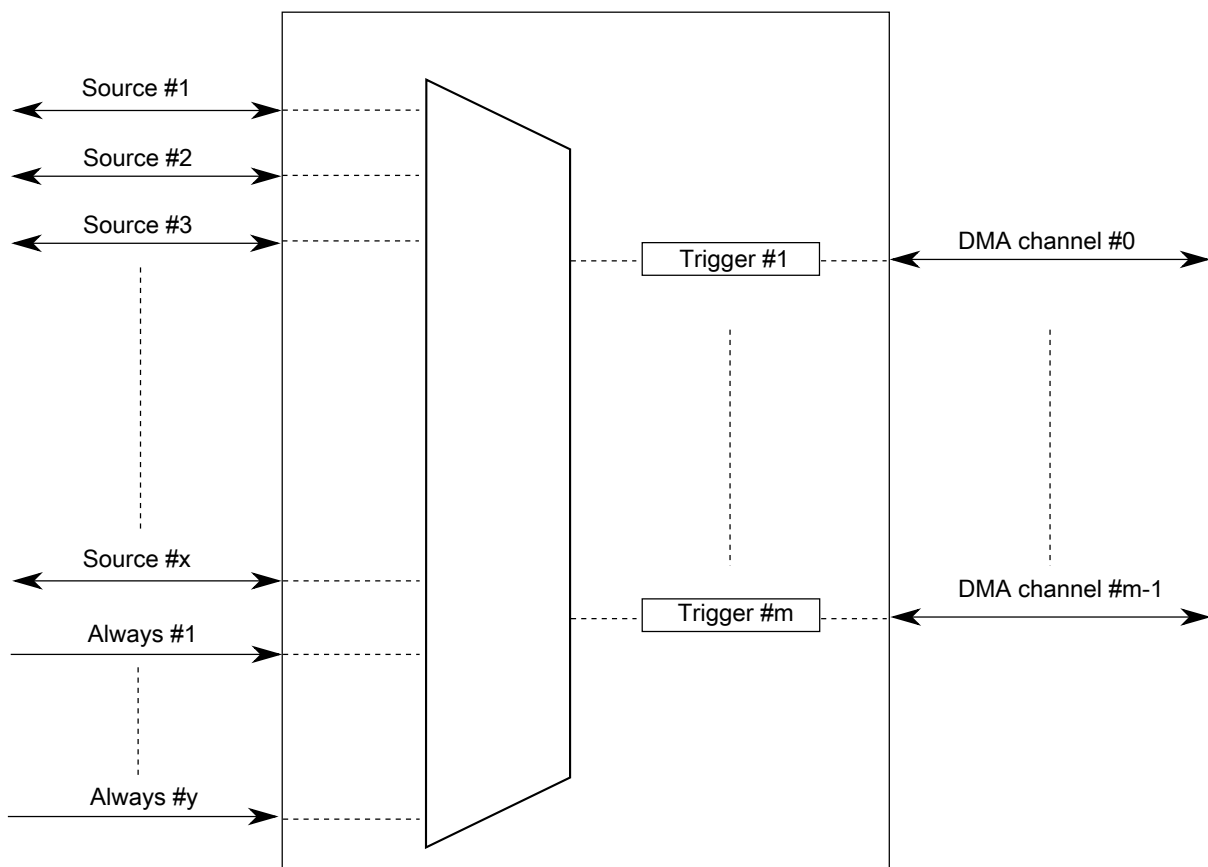 Source #1
Source #2
Source #3
Source #x
Always #1
Always #y
Trigger #1
Trigger #m
DMA channel #0
DMA channel #m-1